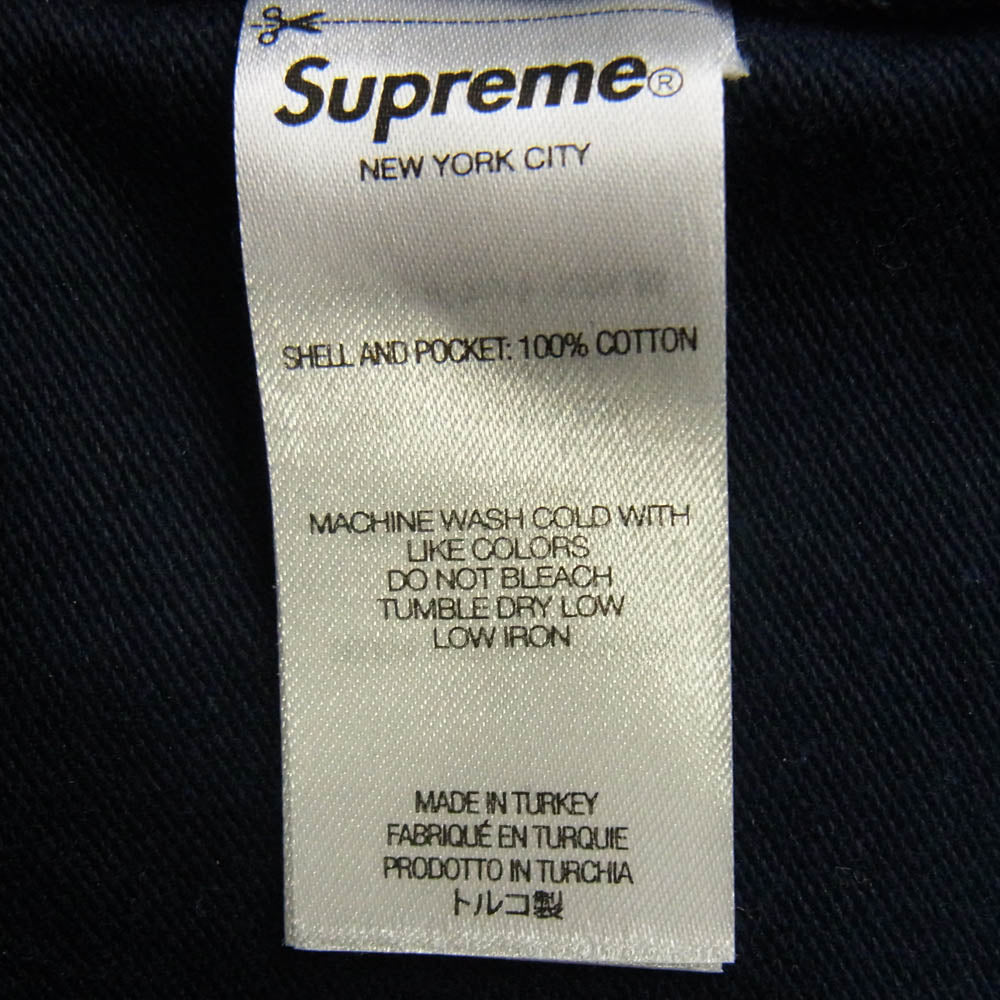 Supreme®
NEW YORK CITY
SHELL AND POCKET: 100% COTTON
MACHINE WASH COLD WITH
LIKE COLORS
DO NOT BLEACH
TUMBLE DRY LOW
LOW IRON
MADE IN TURKEY
FABRIQUÉ EN TURQUIE
PRODOTTO IN TURCHIA
トルコ製